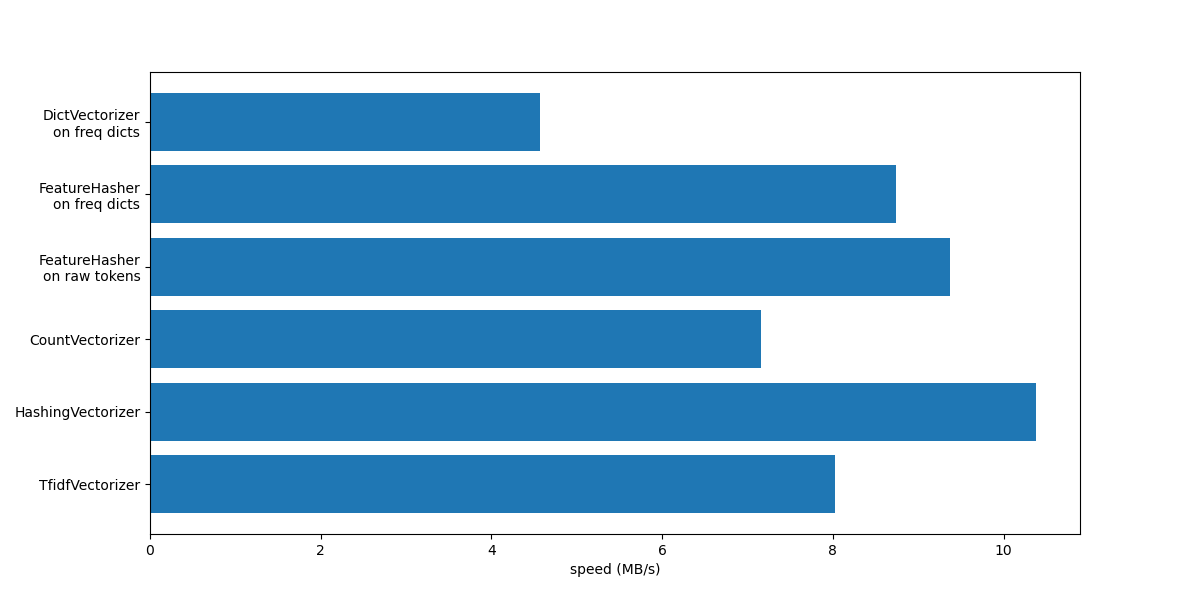 DictVectorizer
on freq dicts
FeatureHasher
on freq dicts
FeatureHasher
on raw tokens
CountVectorizer
HashingVectorizer
TfidfVectorizer
0 2 4 6 8 10
speed (MB/s)